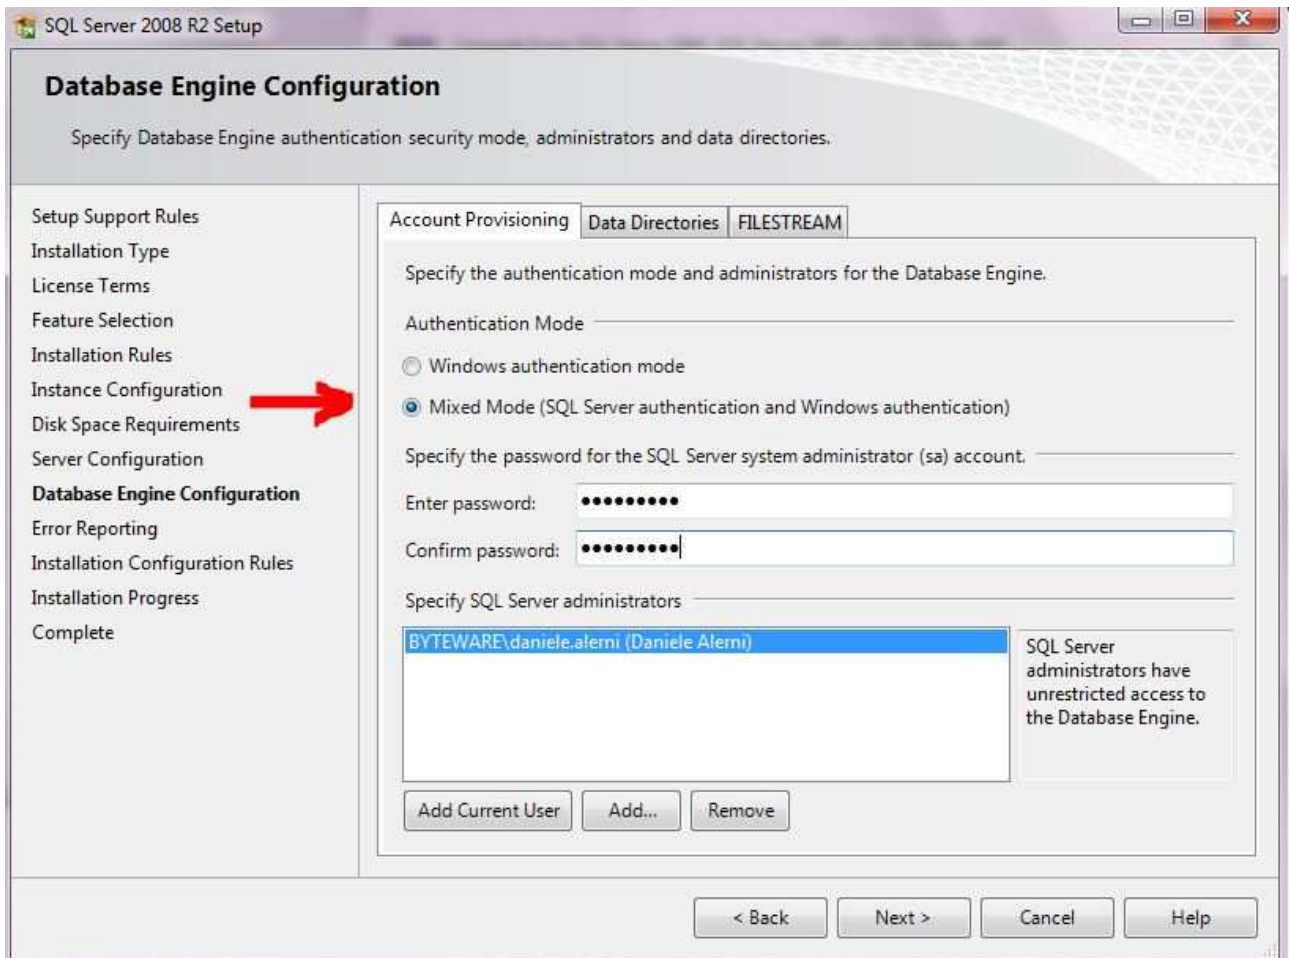 SQL Server 2008 R2 Setup
Database Engine Configuration
Specify Database Engine authentication security mode, administrators and data directories.
Setup Support Rules
Installation Type
License Terms
Feature Selection
Installation Rules
Instance Configuration
Disk Space Requirements
Server Configuration
Database Engine Configuration
Error Reporting
Installation Configuration Rules
Installation Progress
Complete
Account Provisioning
Data Directories
FILESTREAM
Specify the authentication mode and administrators for the Database Engine.
Authentication Mode
Windows authentication mode
Mixed Mode (SQL Server authentication and Windows authentication)
Specify the password for the SQL Server system administrator (sa) account.
Enter password: ●●●●●●●●●
Confirm password: ●●●●●●●●●
Specify SQL Server administrators
BYTEWARE\daniele.alerni (Daniele Alerni)
SQL Server
administrators have
unrestricted access to
the Database Engine.
Add Current User
Add...
Remove
< Back
Next >
Cancel
Help